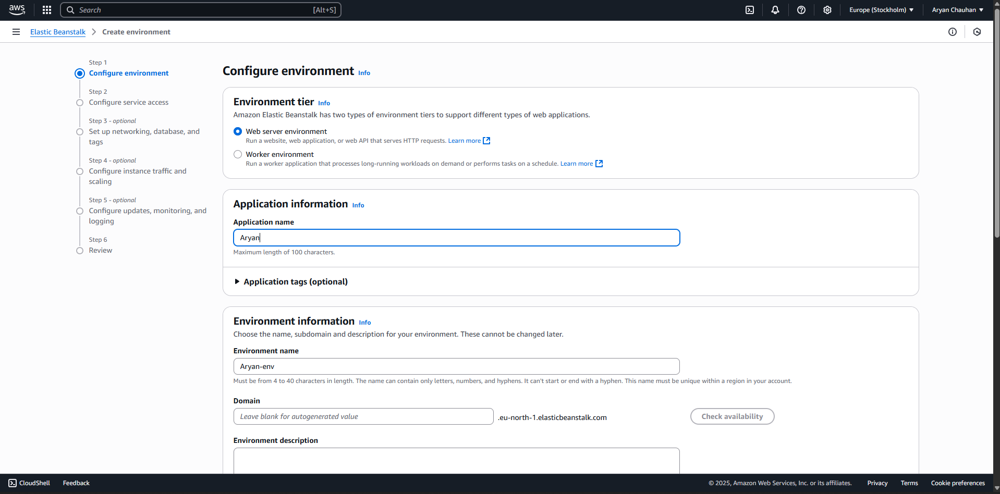 aws
Search [Alt+S]
Europe (Stockholm)
Aryan Chauhan
Elastic Beanstalk
Create environment
Step 1
Configure environment
Step 2
Configure service access
Step 3 - optional
Set up networking, database, and
tags
Step 4 - optional
Configure instance traffic and
scaling
Step 5 - optional
Configure updates, monitoring, and
logging
Step 6
Review
Configure environment Info
Environment tier Info
Amazon Elastic Beanstalk has two types of environment tiers to support different types of web applications.
Web server environment
Run a website, web application, or web API that serves HTTP requests. Learn more
Worker environment
Run a worker application that processes long-running workloads on demand or performs tasks on a schedule. Learn more
Application information Info
Application name
Aryan
Maximum length of 100 characters.
Application tags (optional)
Environment information Info
Choose the name, subdomain and description for your environment. These cannot be changed later.
Environment name
Aryan-env
Must be from 4 to 40 characters in length. The name can contain only letters, numbers, and hyphens. It can't start or end with a hyphen. This name must be unique within a region in your account.
Domain
Leave blank for autogenerated value
.eu-north-1.elasticbeanstalk.com
Check availability
Environment description
CloudShell
Feedback
© 2025, Amazon Web Services, Inc. or its affiliates.
Privacy
Terms
Cookie preferences